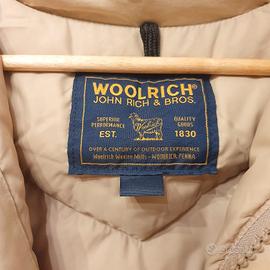 WOOLRICH®
JOHN RICH & BROS.
SUPERIOR PERFORMANCE
QUALITY GOODS
EST. 1830
OVER A CENTURY OF OUTDOOR EXPERIENCE
Woolrich Woolen Mills - WOOLRICH, PENNA.